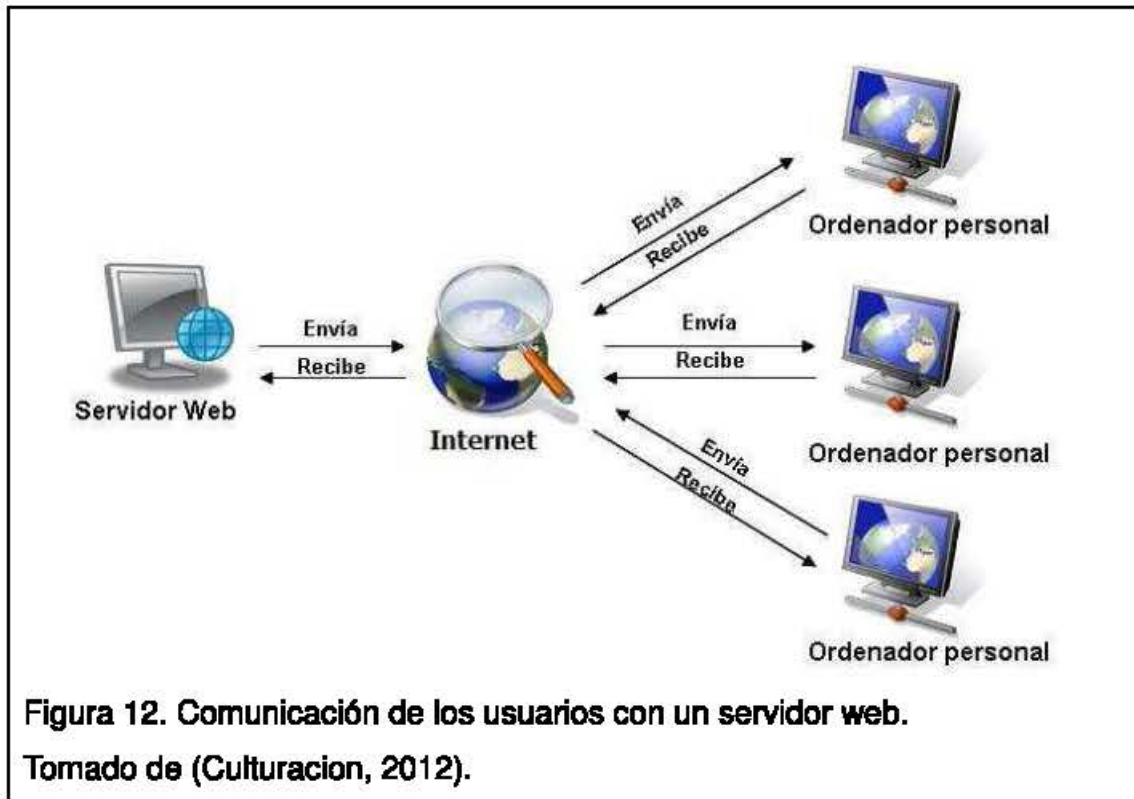 Envía
Recibe
Ordenador personal
Envía
Recibe
Servidor Web
Internet
Envía
Recibe
Ordenador personal
Envía
Recibe
Ordenador personal
Figura 12. Comunicación de los usuarios con un servidor web.
Tomado de (Culturacion, 2012).